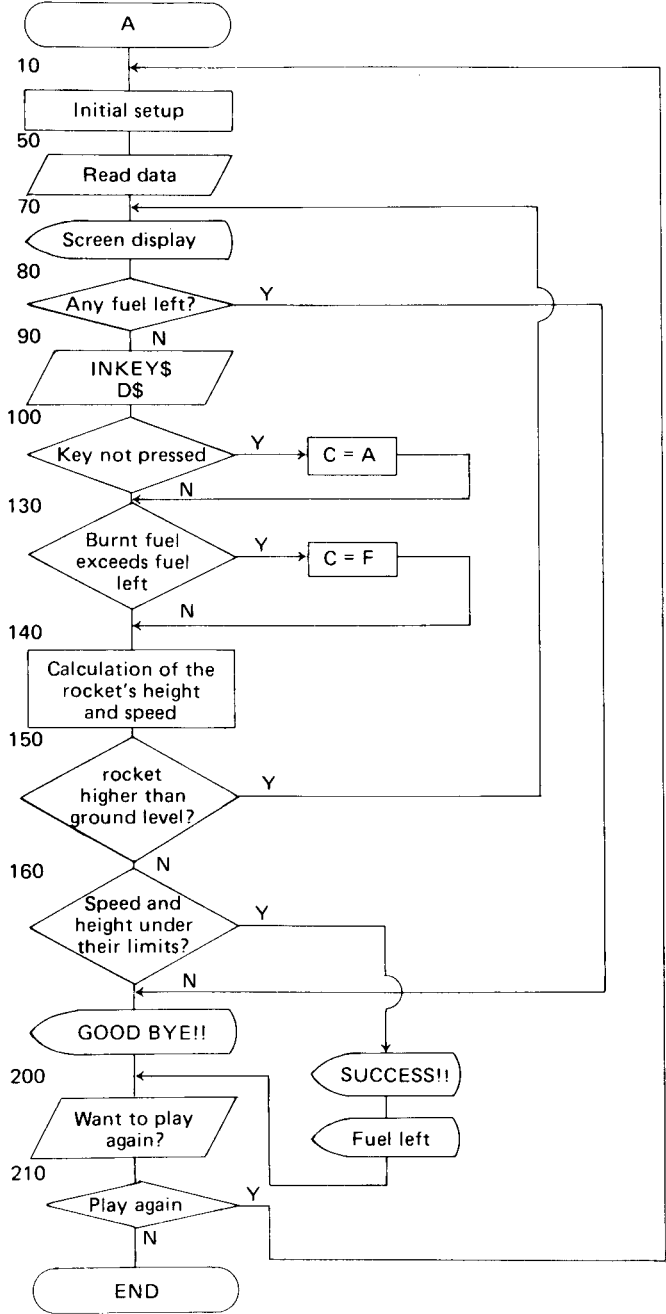 A
10
Initial setup
50
Read data
70
Screen display
80
Any fuel left?
Y
90
N
INKEY$
D$
100
Key not pressed
Y
C = A
N
130
Burnt fuel
exceeds fuel
left
Y
C = F
N
140
Calculation of the
rocket's height
and speed
150
rocket
higher than
ground level?
Y
N
160
Speed and
height under
their limits?
Y
N
GOOD BYE!!
SUCCESS!!
Fuel left
200
Want to play
again?
210
Play again
Y
N
END